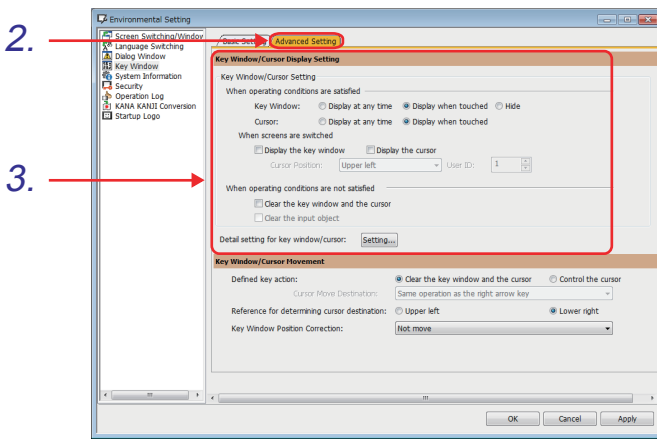 Environmental Setting
2.
Screen Switching/Window
Language Switching
Dialog Window
Key Window
System Information
Security
Operation Log
KANA KANJI Conversion
Startup Logo
Basic Setting
Advanced Setting
3.
Key Window/Cursor Display Setting
Key Window/Cursor Setting
When operating conditions are satisfied
Key Window: Display at any time Display when touched Hide
Cursor: Display at any time Display when touched
When screens are switched
Display the key window Display the cursor
Cursor Position: Upper left User ID: 1
When operating conditions are not satisfied
Clear the key window and the cursor
Clear the input object
Detail setting for key window/cursor: Setting...
Key Window/Cursor Movement
Defined key action: Clear the key window and the cursor Control the cursor
Cursor Move Destination: Same operation as the right arrow key
Reference for determining cursor destination: Upper left Lower right
Key Window Position Correction: Not move
OK Cancel Apply